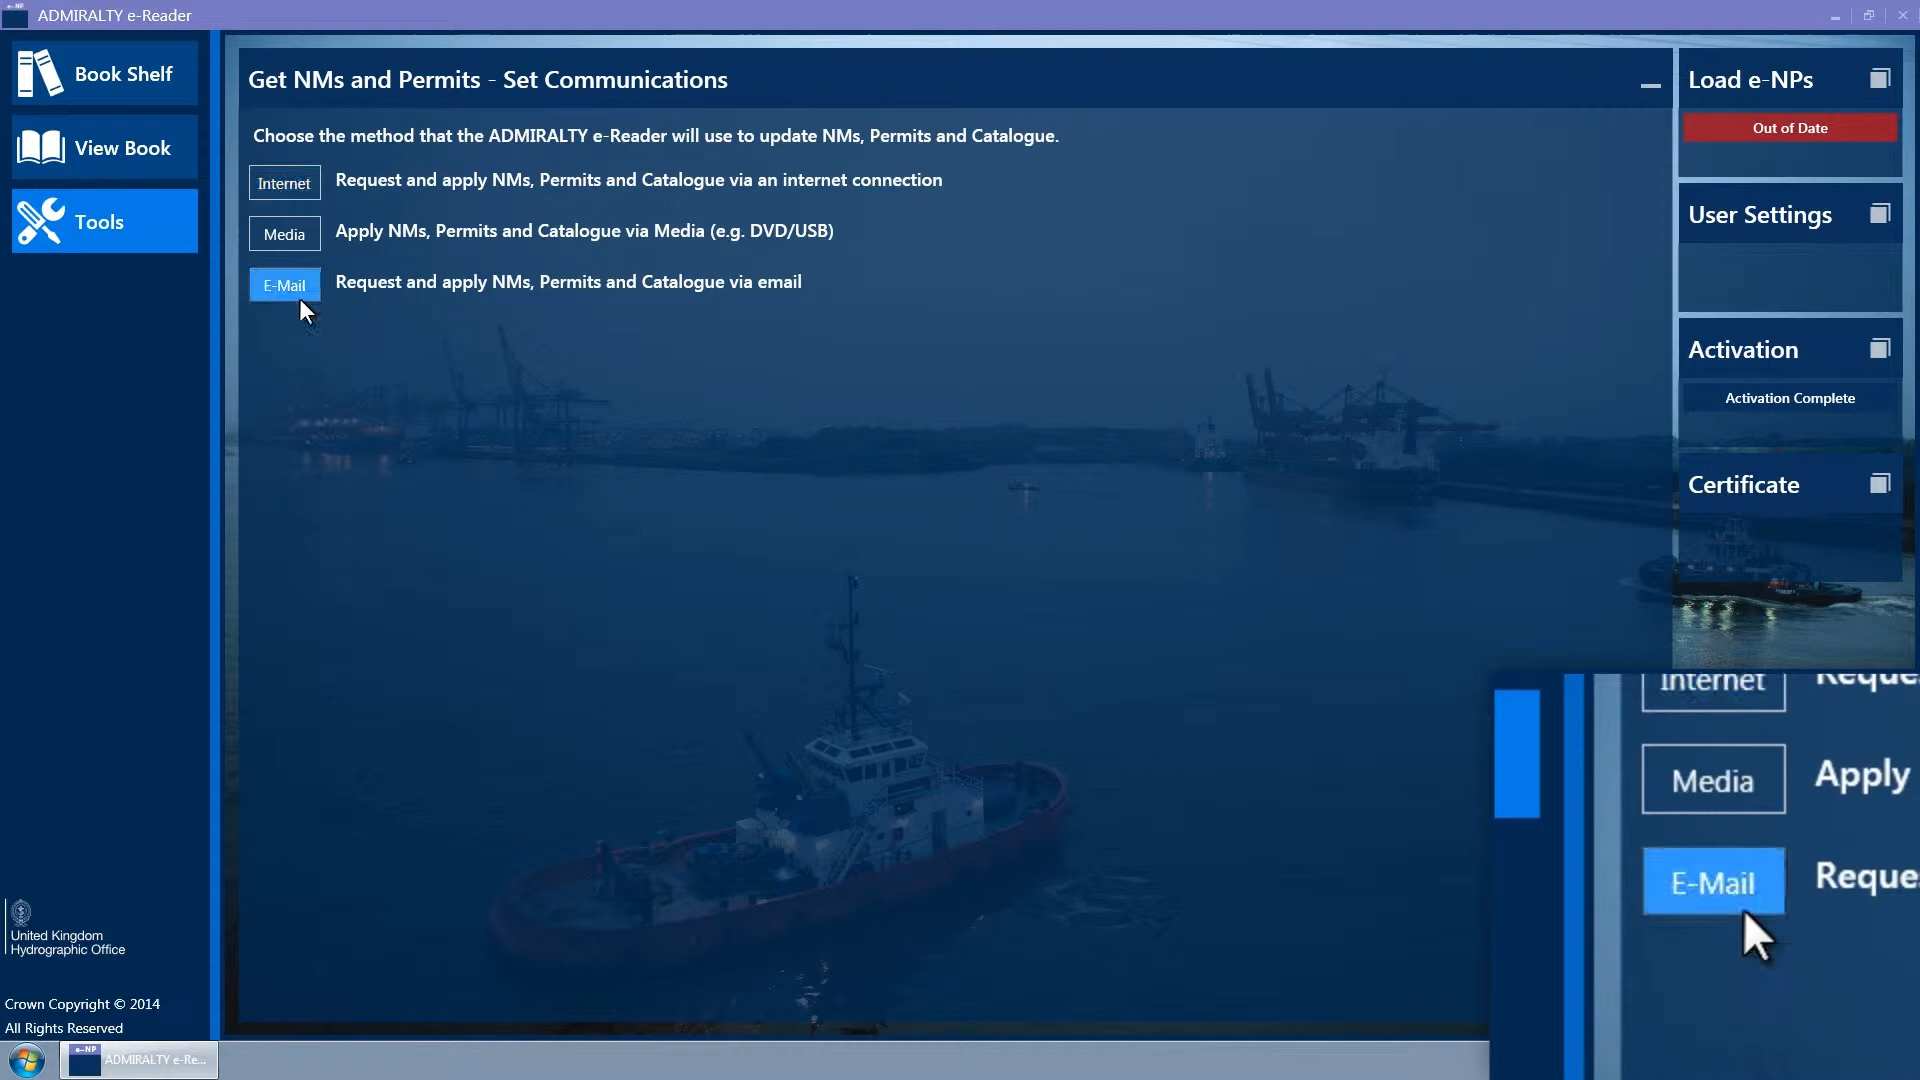 e-NP
ADMIRALTY e-Reader
Book Shelf
View Book
Tools
Get NMs and Permits - Set Communications
Choose the method that the ADMIRALTY e-Reader will use to update NMs, Permits and Catalogue.
Internet Request and apply NMs, Permits and Catalogue via an internet connection
Media Apply NMs, Permits and Catalogue via Media (e.g. DVD/USB)
E-Mail Request and apply NMs, Permits and Catalogue via email
Load e-NPs
Out of Date
User Settings
Activation
Activation Complete
Certificate
Internet Reque
Media Apply
E-Mail Reque
United Kingdom
Hydrographic Office
Crown Copyright © 2014
All Rights Reserved
e-NP
ADMIRALTY e-Re...